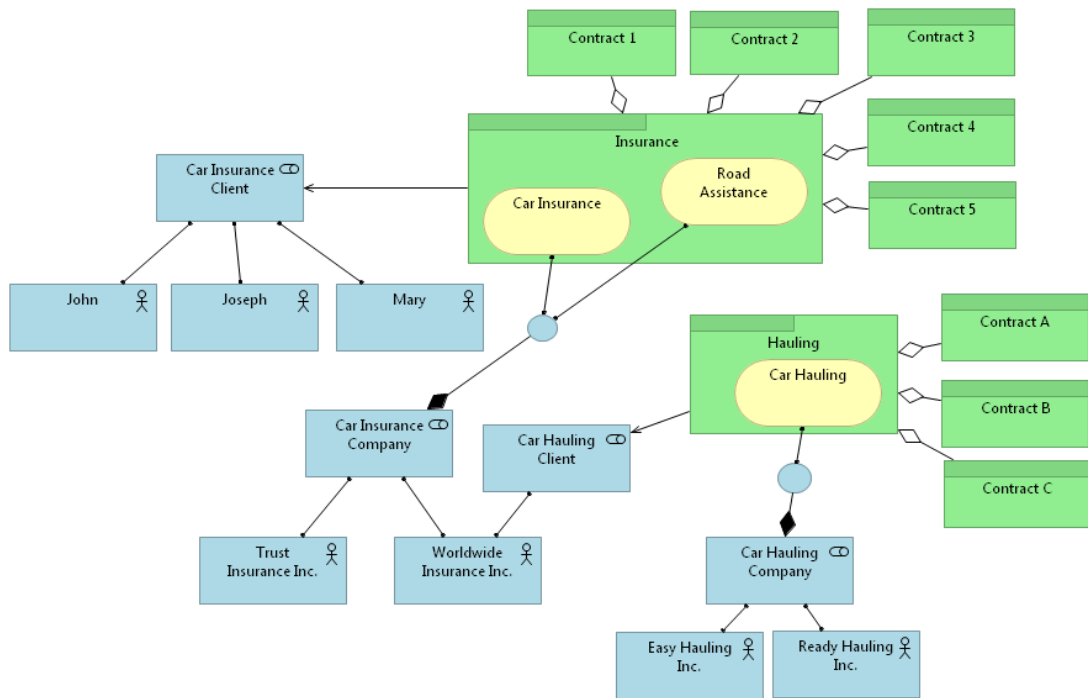 Contract 1
Contract 2
Contract 3
Insurance
Contract 4
Car Insurance
Client
Road
Assistance
Car Insurance
Contract 5
John
Joseph
Mary
Contract A
Hauling
Car Hauling
Contract B
Car Insurance
Company
Car Hauling
Client
Contract C
Trust
Insurance Inc.
Worldwide
Insurance Inc.
Car Hauling
Company
Easy Hauling
Inc.
Ready Hauling
Inc.